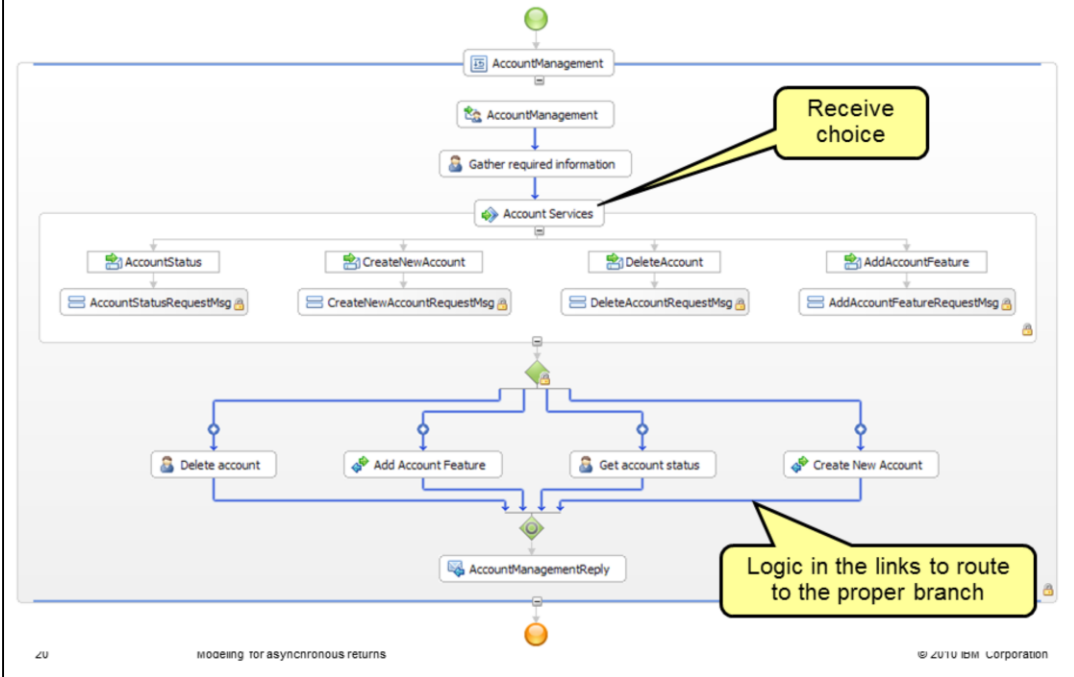 AccountManagement
AccountManagement
Receive
choice
Gather required information
Account Services
AccountStatus
CreateNewAccount
DeleteAccount
AddAccountFeature
AccountStatusRequestMsg
CreateNewAccountRequestMsg
DeleteAccountRequestMsg
AddAccountFeatureRequestMsg
Delete account
Add Account Feature
Get account status
Create New Account
AccountManagementReply
Logic in the links to route
to the proper branch
20
Modeling for asynchronous returns
© 2010 IBM Corporation